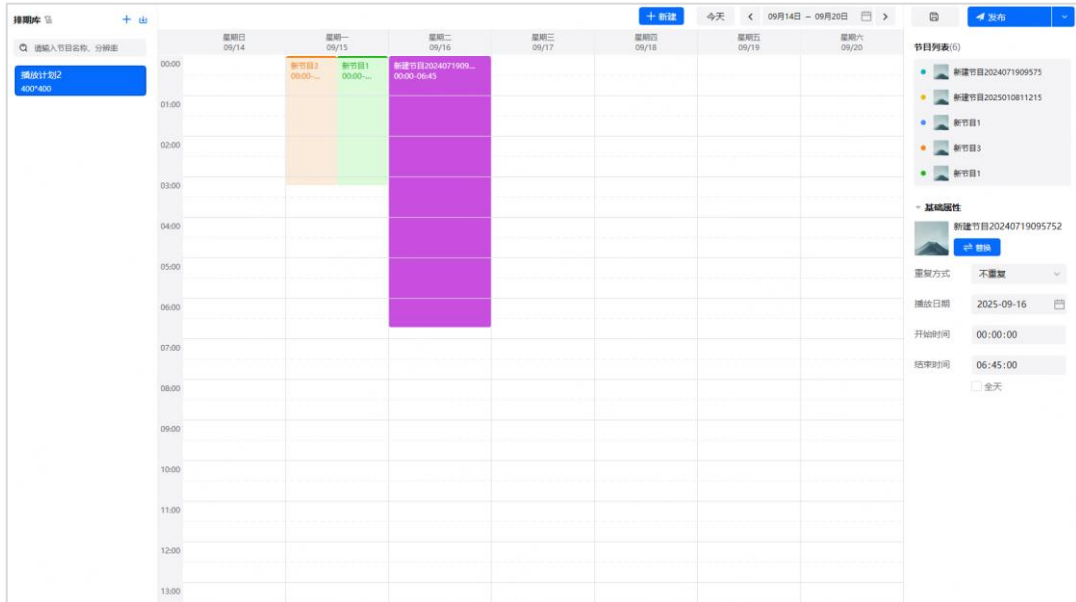 排期库
请输入节目名称、分辨率
播放计划2
400*400
新建
今天
09月14日 - 09月20日
发布
星期日 星期一 星期二 星期三 星期四 星期五 星期六
09/14 09/15 09/16 09/17 09/18 09/19 09/20
00:00
01:00
02:00
03:00
04:00
05:00
06:00
07:00
08:00
09:00
10:00
11:00
12:00
13:00
新节目2
00:00-...
新节目1
00:00-...
新建节目2024071909...
00:00-06:45
节目列表(6)
新建节目2024071909575
新建节目2025010811215
新节目1
新节目3
新节目1
基础属性
新建节目20240719095752
替换
重复方式 不重复
播放日期 2025-09-16
开始时间 00:00:00
结束时间 06:45:00
全天